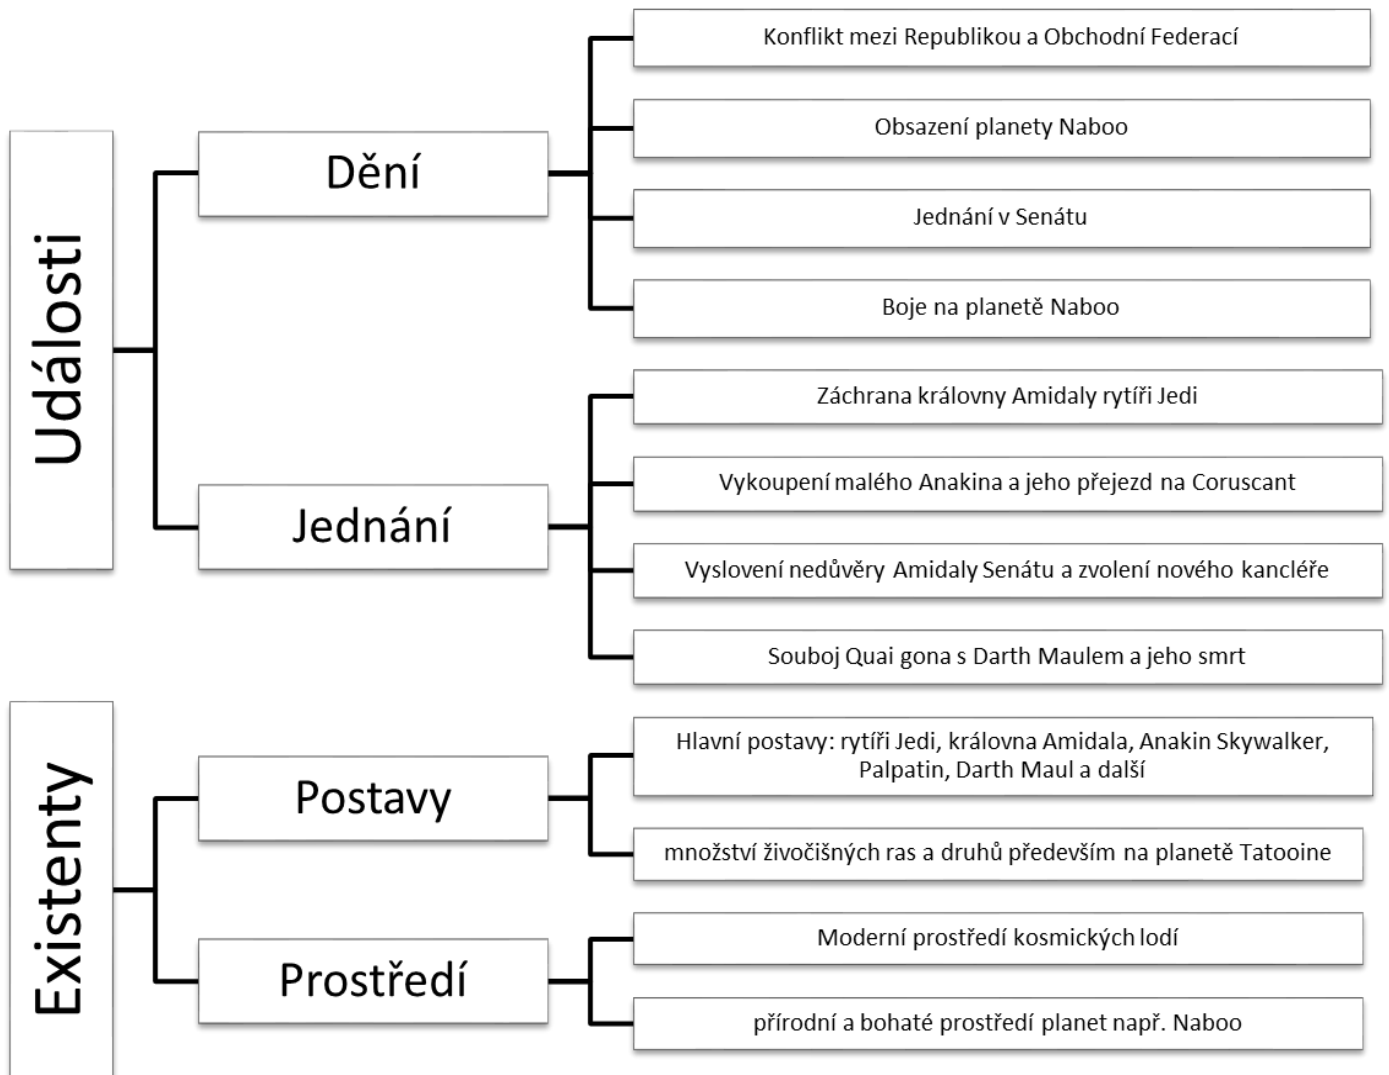 Události
Dění
Konflikt mezi Republikou a Obchodní Federací
Obsazení planety Naboo
Jednání v Senátu
Boje na planetě Naboo
Jednání
Záchrana královny Amidaly rytíři Jedi
Vykoupení malého Anakina a jeho přejezd na Coruscant
Vyslovení nedůvěry Amidaly Senátu a zvolení nového kancléře
Souboj Quai gona s Darth Maulem a jeho smrt
Existenty
Postavy
Hlavní postavy: rytíři Jedi, královna Amidala, Anakin Skywalker,
Palpatin, Darth Maul a další
množství živočišných ras a druhů především na planetě Tatooine
Prostředí
Moderní prostředí kosmických lodí
přírodní a bohaté prostředí planet např. Naboo